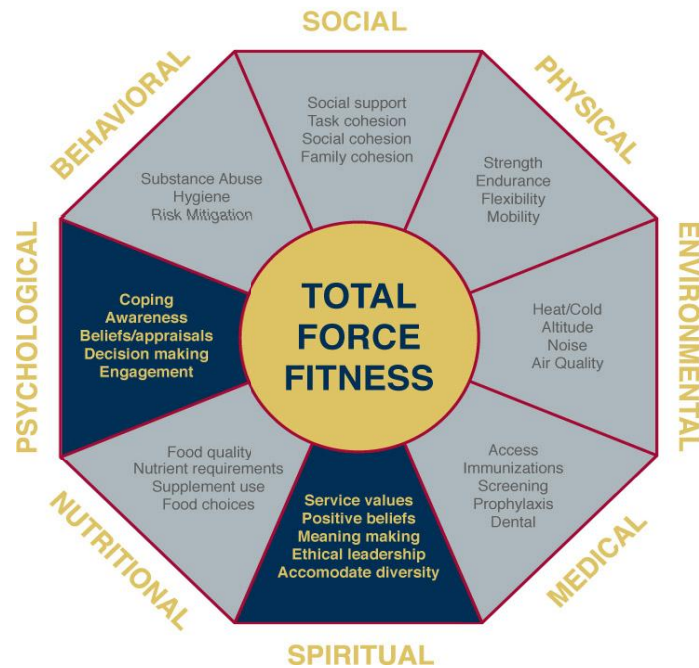 SOCIAL
Social support
Task cohesion
Social cohesion
Family cohesion
PHYSICAL
Strength
Endurance
Flexibility
Mobility
ENVIRONMENTAL
Heat/Cold
Altitude
Noise
Air Quality
MEDICAL
Access
Immunizations
Screening
Prophylaxis
Dental
SPIRITUAL
Service values
Positive beliefs
Meaning making
Ethical leadership
Accomodate diversity
NUTRITIONAL
Food quality
Nutrient requirements
Supplement use
Food choices
PSYCHOLOGICAL
Coping
Awareness
Beliefs/appraisals
Decision making
Engagement
BEHAVIORAL
Substance Abuse
Hygiene
Risk Mitigation
TOTAL
FORCE
FITNESS